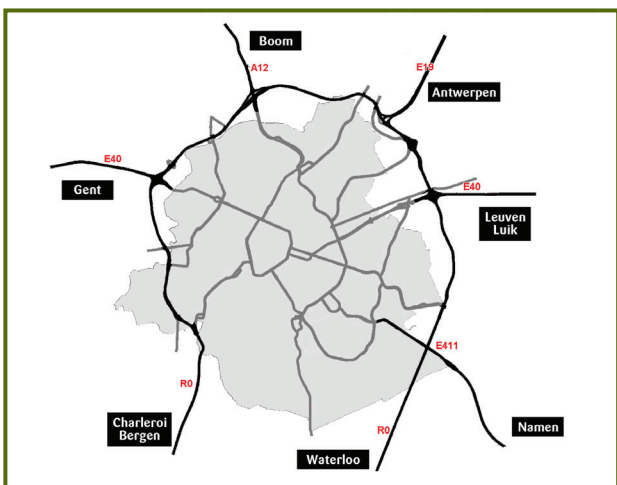 Boom
A12
E19
Antwerpen
E40
Gent
E40
Leuven
Luik
E411
R0
Charleroi
Bergen
Namen
R0
Waterloo